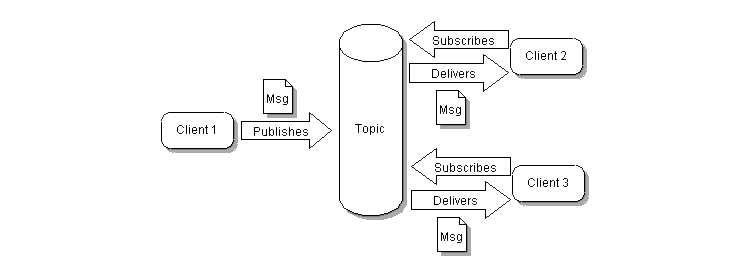 Subscribes
Client 2
Delivers
Msg
Msg
Client 1
Publishes
Topic
Subscribes
Client 3
Delivers
Msg